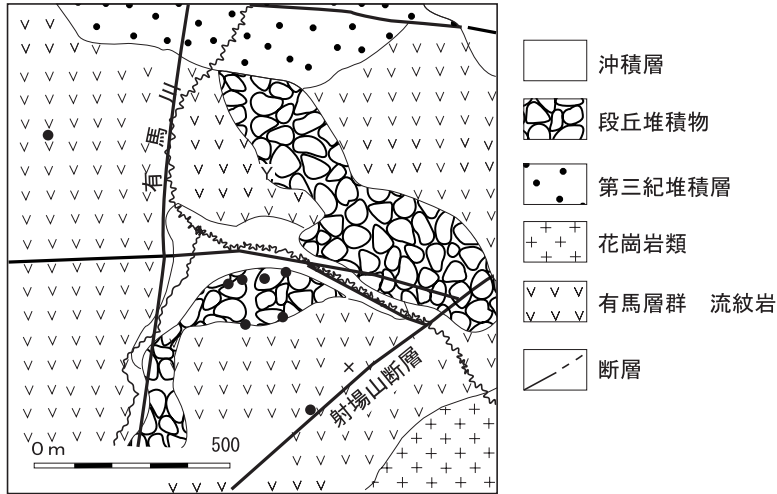 有馬川
射場山断層
0m 500
沖積層
段丘堆積物
第三紀堆積層
花崗岩類
有馬層群 流紋岩
断層